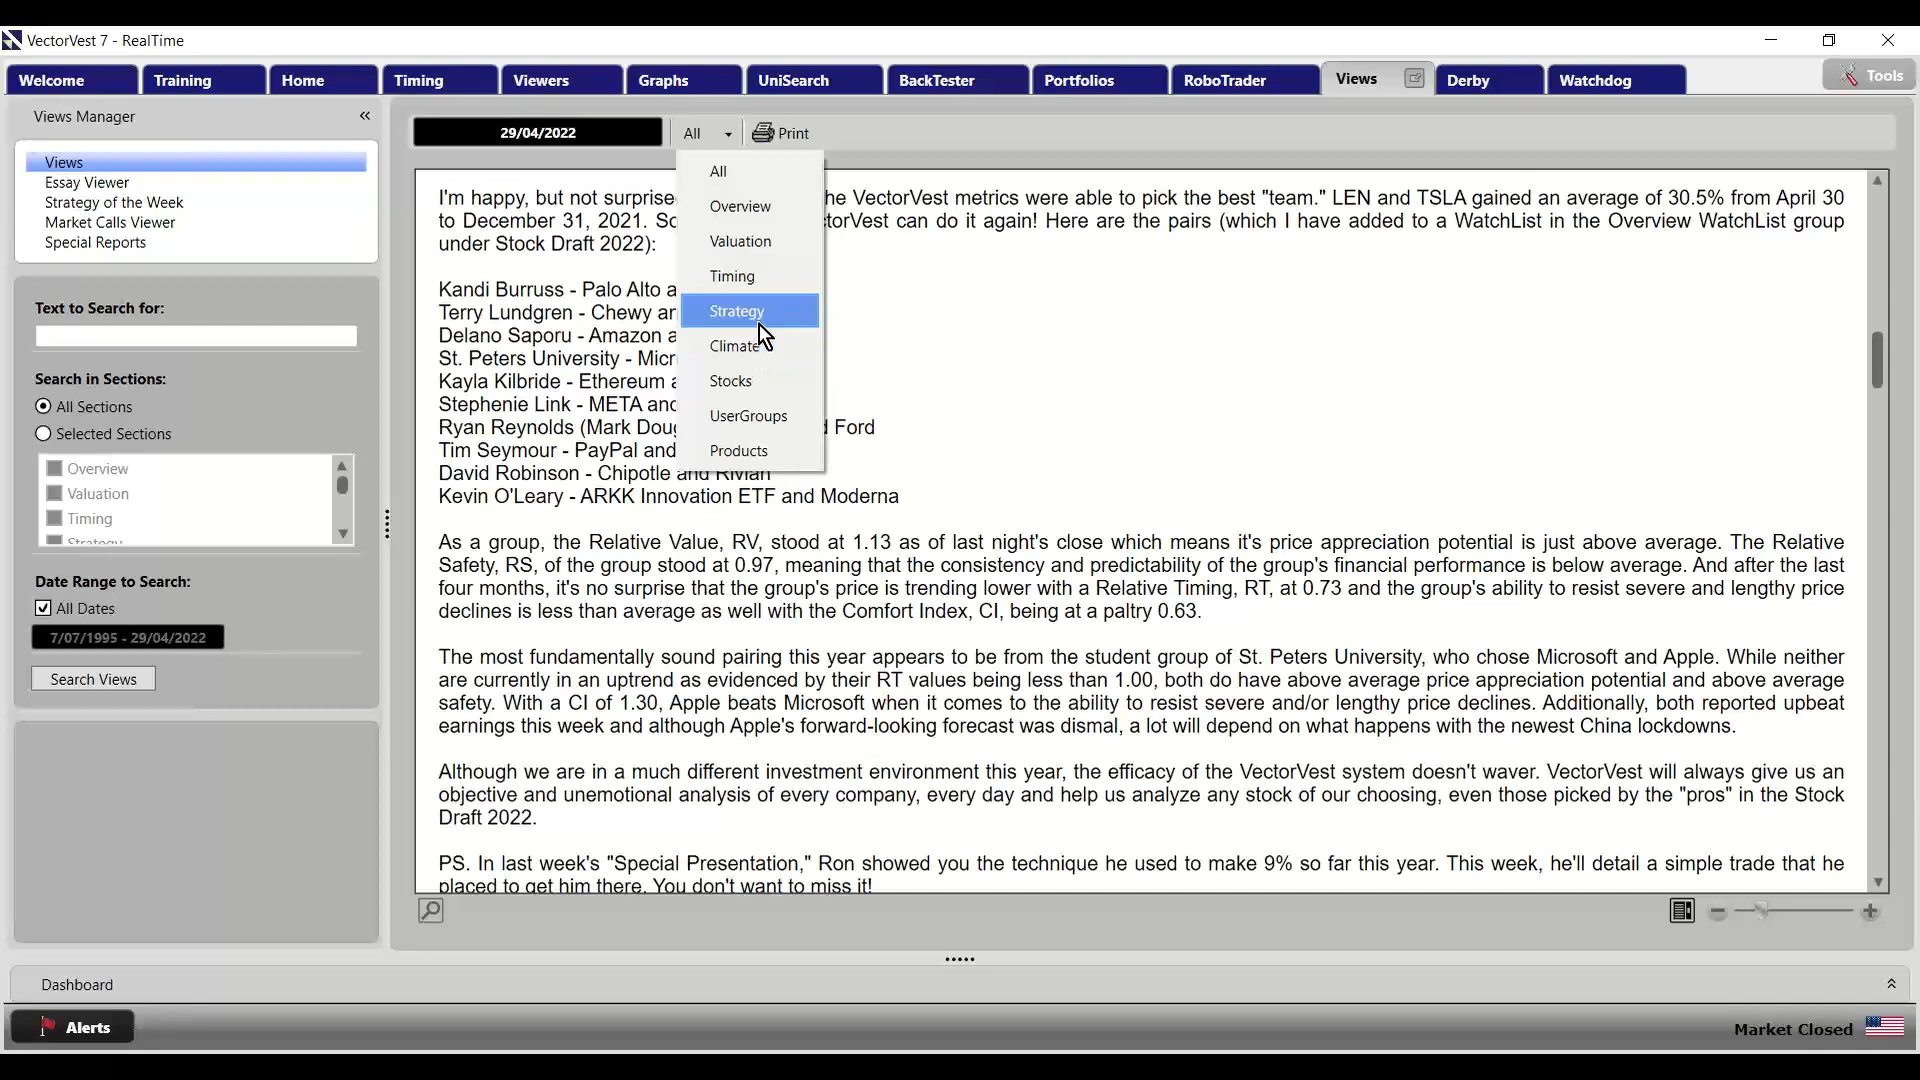 VectorVest 7 - RealTime
Welcome
Training
Home
Timing
Viewers
Graphs
UniSearch
BackTester
Portfolios
RoboTrader
Views
Derby
Watchdog
Tools
Views Manager
Views
Essay Viewer
Strategy of the Week
Market Calls Viewer
Special Reports
Text to Search for:
Search in Sections:
All Sections
Selected Sections
Overview
Valuation
Timing
Strategy
Date Range to Search:
All Dates
7/07/1995 - 29/04/2022
Search Views
29/04/2022
All
Print
All
Overview
Valuation
Timing
Strategy
Climate
Stocks
UserGroups
Products
I'm happy, but not surprise he VectorVest metrics were able to pick the best "team." LEN and TSLA gained an average of 30.5% from April 30
to December 31, 2021. Sc ctorVest can do it again! Here are the pairs (which I have added to a WatchList in the Overview WatchList group
under Stock Draft 2022):
Kandi Burruss - Palo Alto a
Terry Lundgren - Chewy an
Delano Saporu - Amazon a
St. Peters University - Micr
Kayla Kilbride - Ethereum a
Stephenie Link - META and
Ryan Reynolds (Mark Doug d Ford
Tim Seymour - PayPal and
David Robinson - Chipotle and Rivian
Kevin O'Leary - ARKK Innovation ETF and Moderna
As a group, the Relative Value, RV, stood at 1.13 as of last night's close which means it's price appreciation potential is just above average. The Relative
Safety, RS, of the group stood at 0.97, meaning that the consistency and predictability of the group's financial performance is below average. And after the last
four months, it's no surprise that the group's price is trending lower with a Relative Timing, RT, at 0.73 and the group's ability to resist severe and lengthy price
declines is less than average as well with the Comfort Index, CI, being at a paltry 0.63.
The most fundamentally sound pairing this year appears to be from the student group of St. Peters University, who chose Microsoft and Apple. While neither
are currently in an uptrend as evidenced by their RT values being less than 1.00, both do have above average price appreciation potential and above average
safety. With a CI of 1.30, Apple beats Microsoft when it comes to the ability to resist severe and/or lengthy price declines. Additionally, both reported upbeat
earnings this week and although Apple's forward-looking forecast was dismal, a lot will depend on what happens with the newest China lockdowns.
Although we are in a much different investment environment this year, the efficacy of the VectorVest system doesn't waver. VectorVest will always give us an
objective and unemotional analysis of every company, every day and help us analyze any stock of our choosing, even those picked by the "pros" in the Stock
Draft 2022.
PS. In last week's "Special Presentation," Ron showed you the technique he used to make 9% so far this year. This week, he'll detail a simple trade that he
placed to get him there. You don't want to miss it!
Dashboard
Alerts
Market Closed